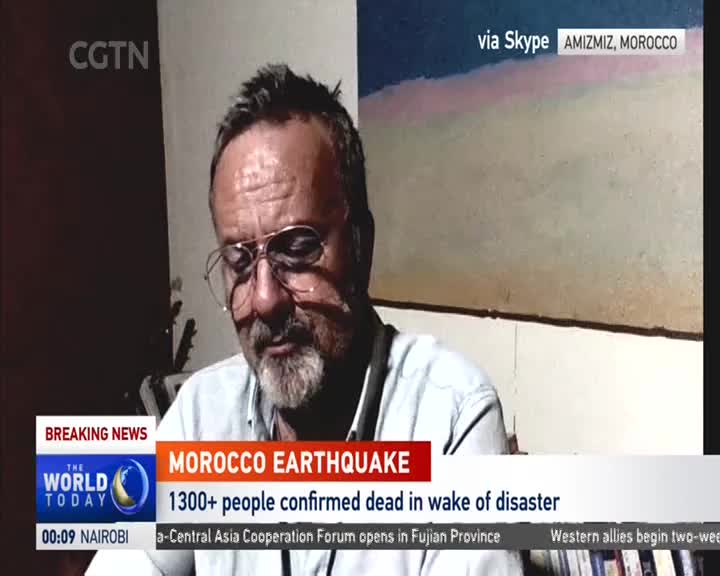 CGTN
via Skype
AMIZMIZ, MOROCCO
BREAKING NEWS
THE
WORLD
TODAY
MOROCCO EARTHQUAKE
1300+ people confirmed dead in wake of disaster
00:09 NAIROBI
a-Central Asia Cooperation Forum opens in Fujian Province
Western allies begin two-wee